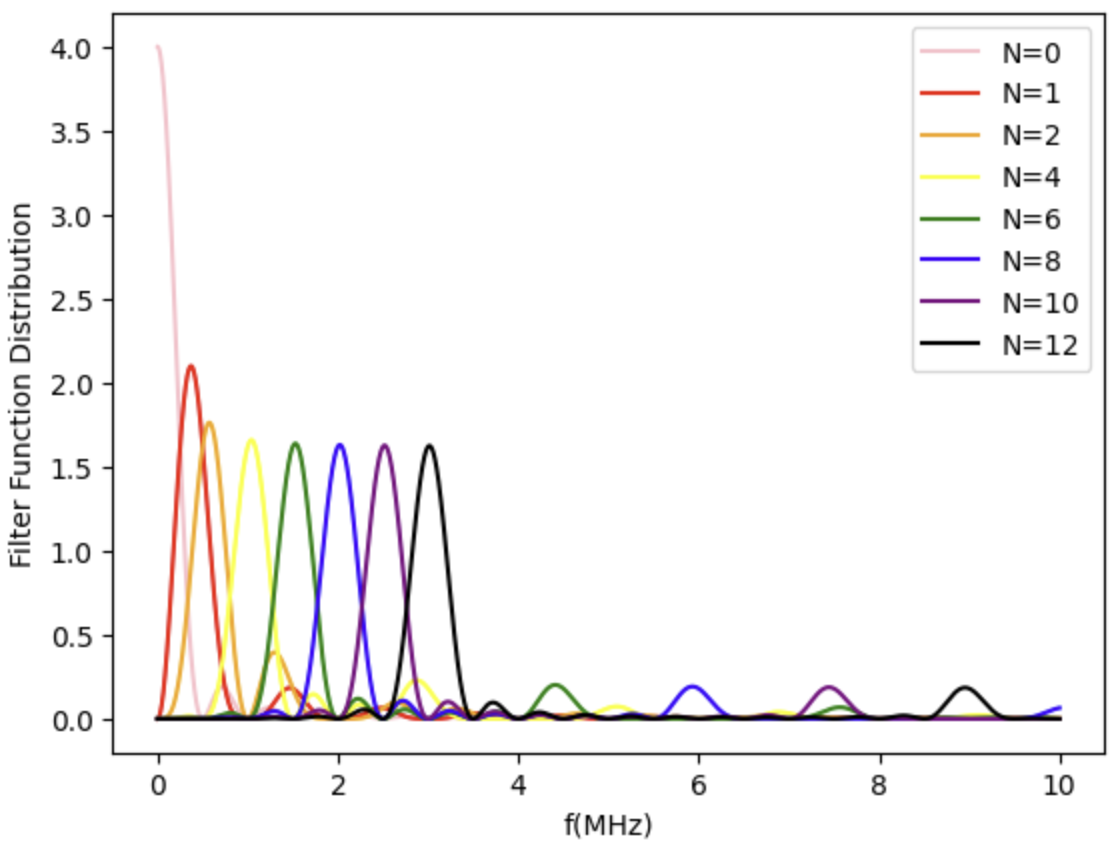 4.0
3.5
3.0
2.5
2.0
1.5
1.0
0.5
0.0
Filter Function Distribution
N=0
N=1
N=2
N=4
N=6
N=8
N=10
N=12
0 2 4 6 8 10
f(MHz)